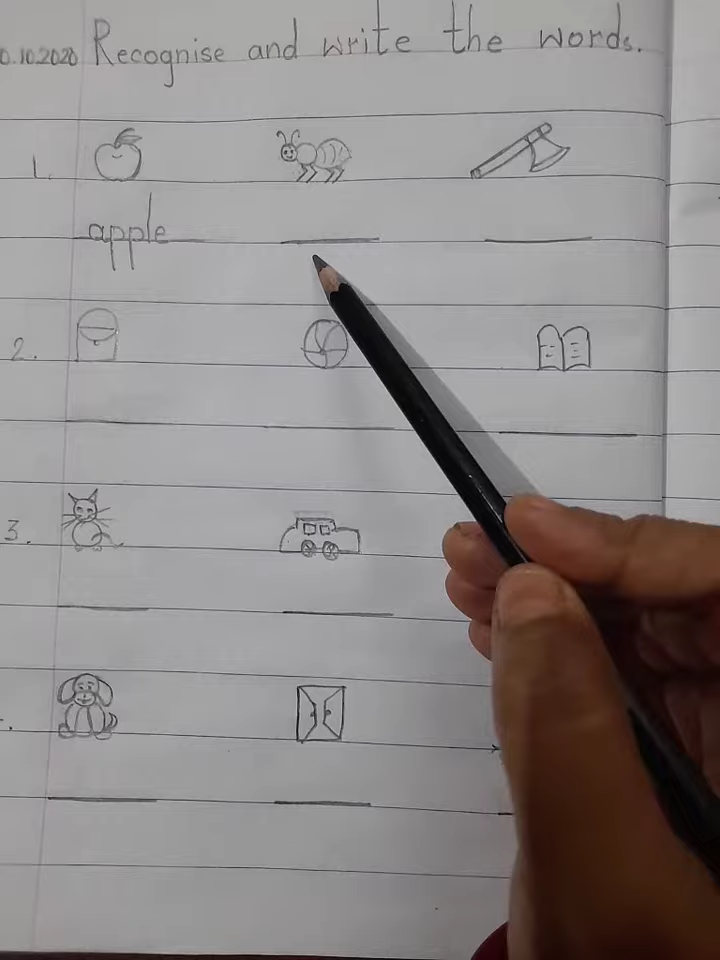 0.10.2020 Recognise and write the words.
1.
apple
2.
3.